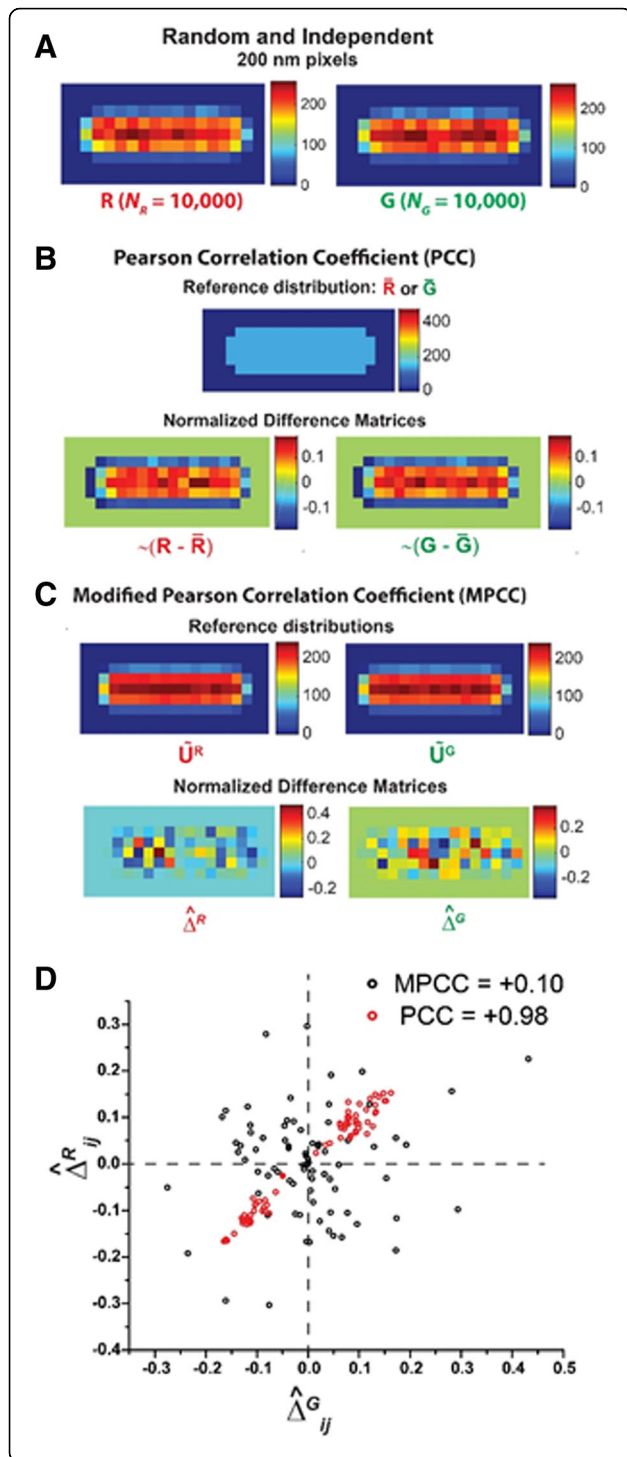 A
Random and Independent
200 nm pixels
200
100
0
200
100
0
R (N_R = 10,000)
G (N_G = 10,000)
B
Pearson Correlation Coefficient (PCC)
Reference distribution: R̄ or Ḡ
400
200
0
Normalized Difference Matrices
0.1
-0.1
0.1
-0.1
~(R - R̄)
~(G - Ḡ)
C
Modified Pearson Correlation Coefficient (MPCC)
Reference distributions
200
100
0
200
100
0
Ū^R
Ū^G
Normalized Difference Matrices
0.4
0.2
0
-0.2
0.2
0
-0.2
Δ̂^R
Δ̂^G
D
MPCC = +0.10
PCC = +0.98
0.3
0.2
0.1
0.0
-0.1
-0.2
-0.3
-0.4
Δ̂^R_ij
-0.3 -0.2 -0.1 0.0 0.1 0.2 0.3 0.4 0.5
Δ̂^G_ij